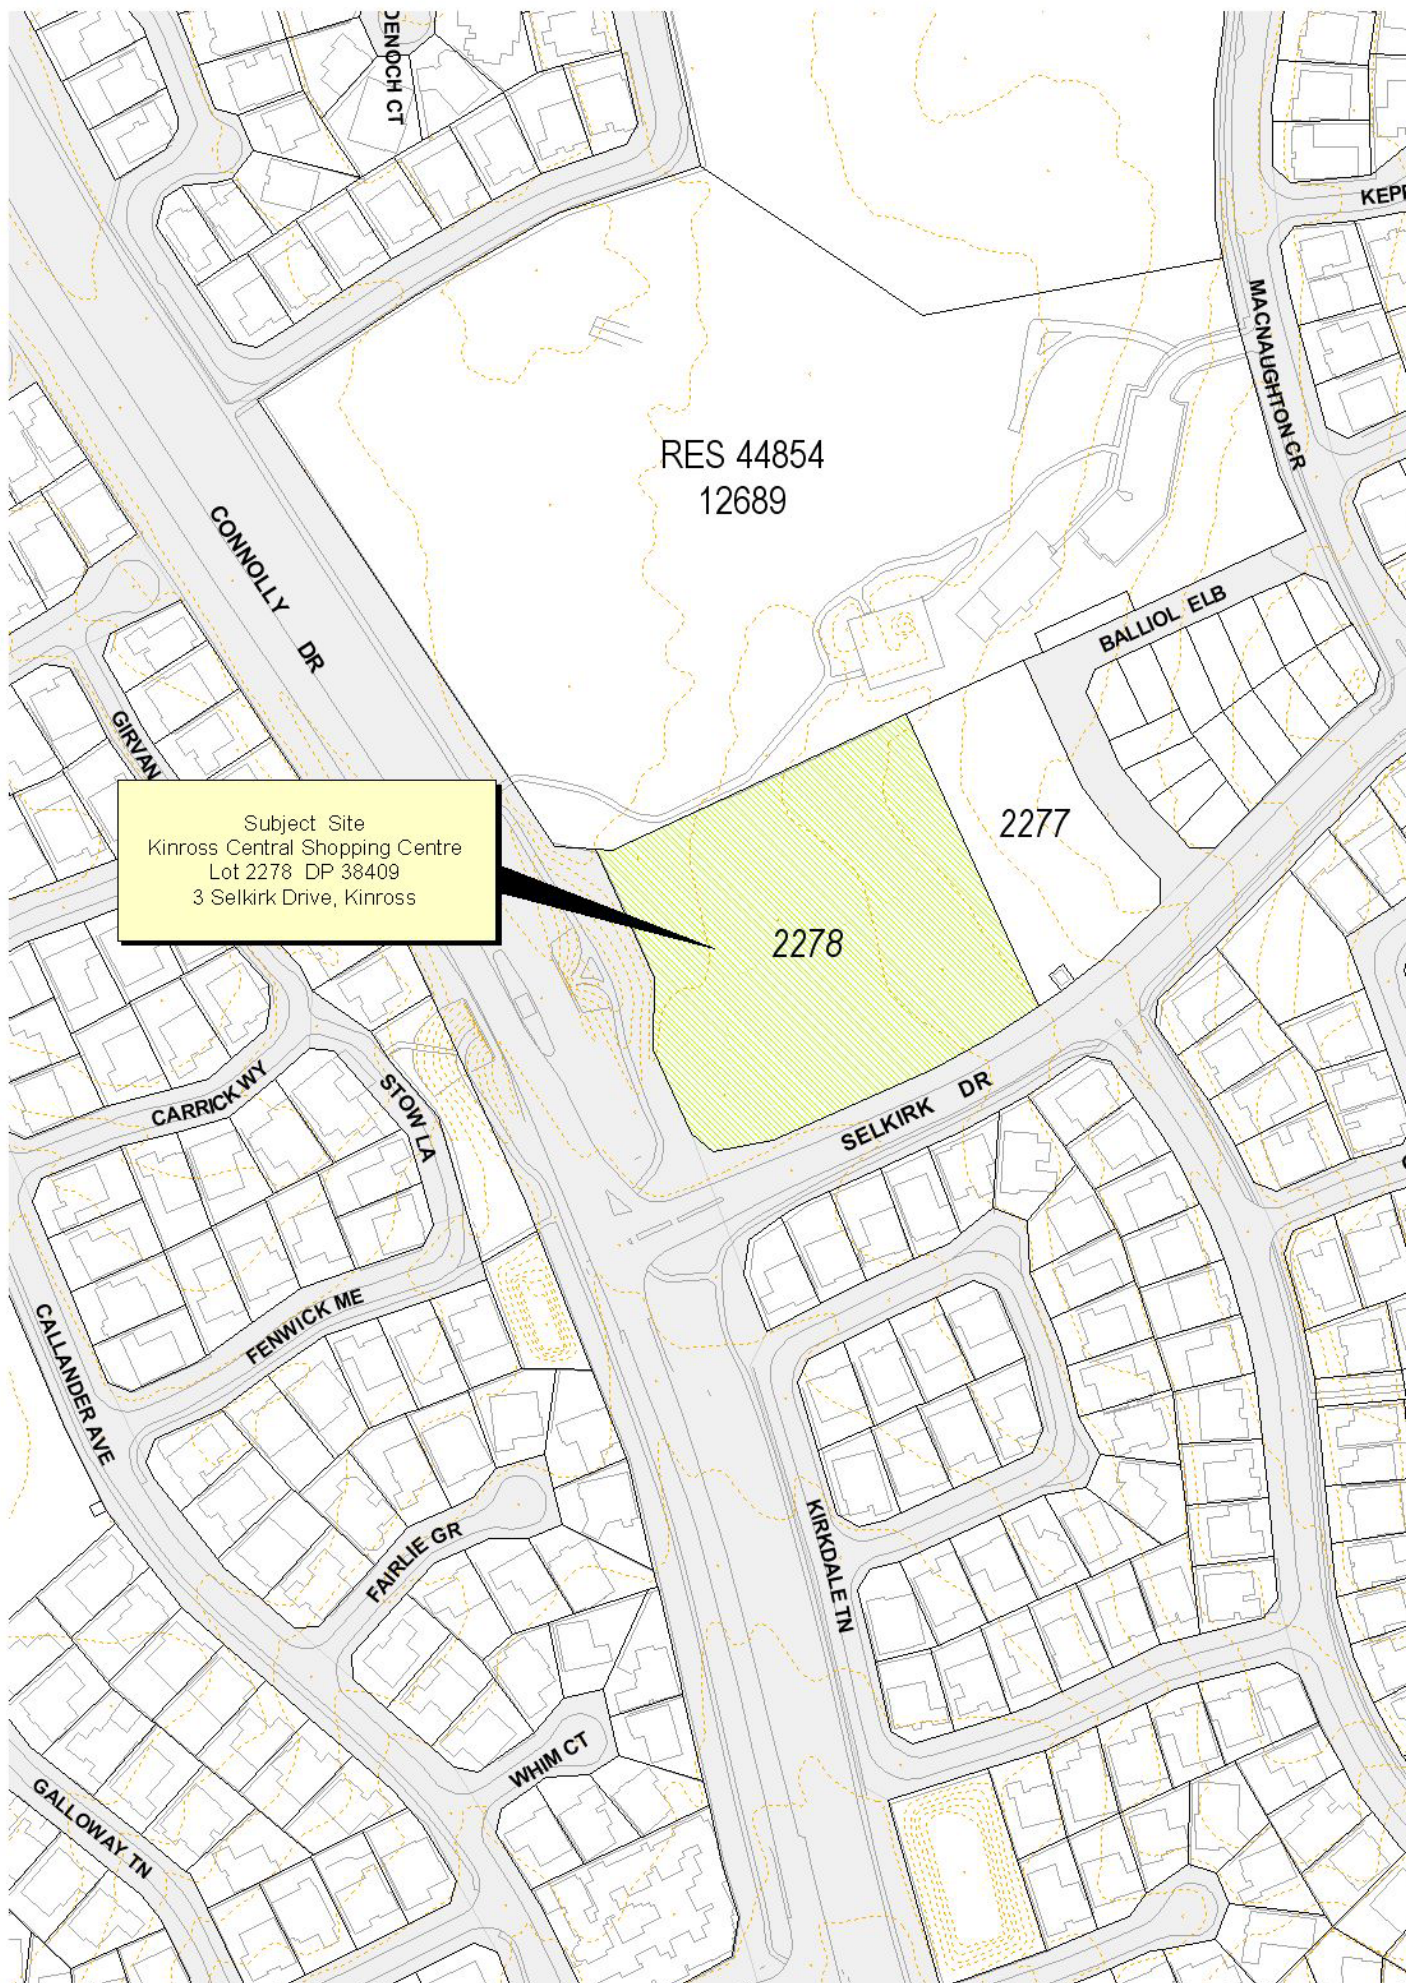 DENOCH CT
KEPP
MACNAUGHTON CR
RES 44854
12689
CONNOLLY DR
BALLIOL ELB
GIRVAN
Subject Site
Kinross Central Shopping Centre
Lot 2278 DP 38409
3 Selkirk Drive, Kinross
2277
2278
SELKIRK DR
CARRICK WY
STOW LA
FENWICK ME
CALLANDER AVE
FAIRLIE GR
KIRKDALE TN
WHIM CT
GALLOWAY TN